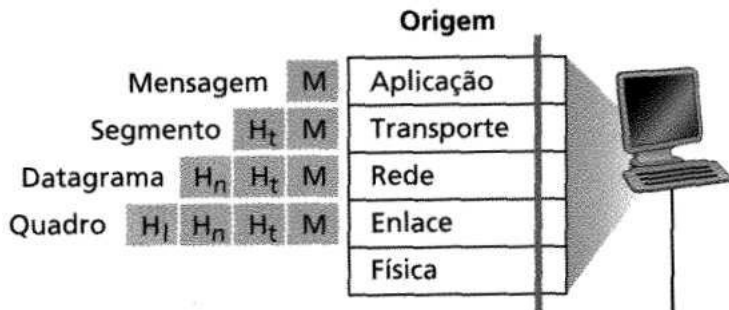 Origem
Mensagem M Aplicação
Segmento Ht M Transporte
Datagrama Hn Ht M Rede
Quadro Hl Hn Ht M Enlace
Física